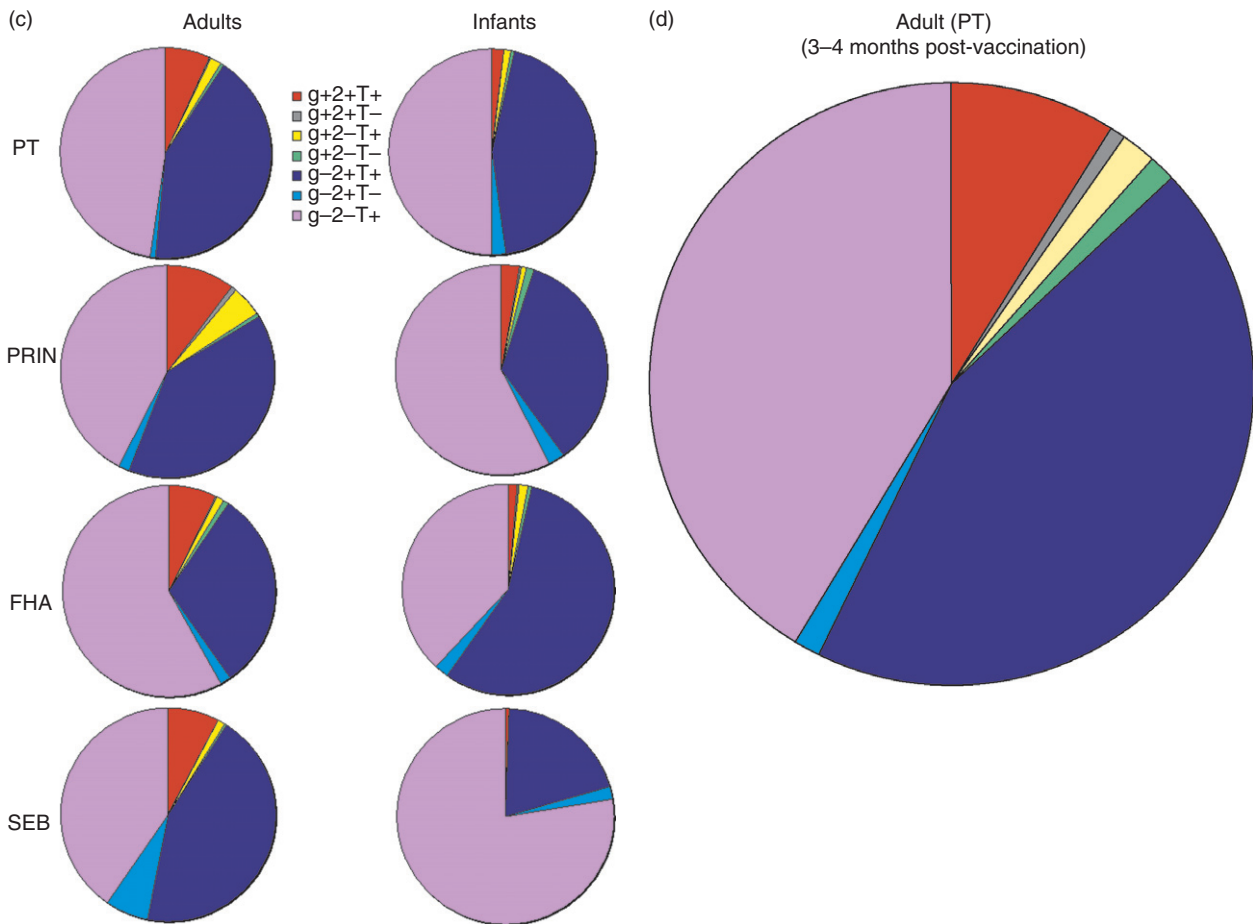 (c)
Adults
Infants
(d)
Adult (PT)
(3–4 months post-vaccination)
g+2+T+
g+2+T–
g+2–T+
g+2–T–
g–2+T+
g–2+T–
g–2–T+
PT
PRIN
FHA
SEB